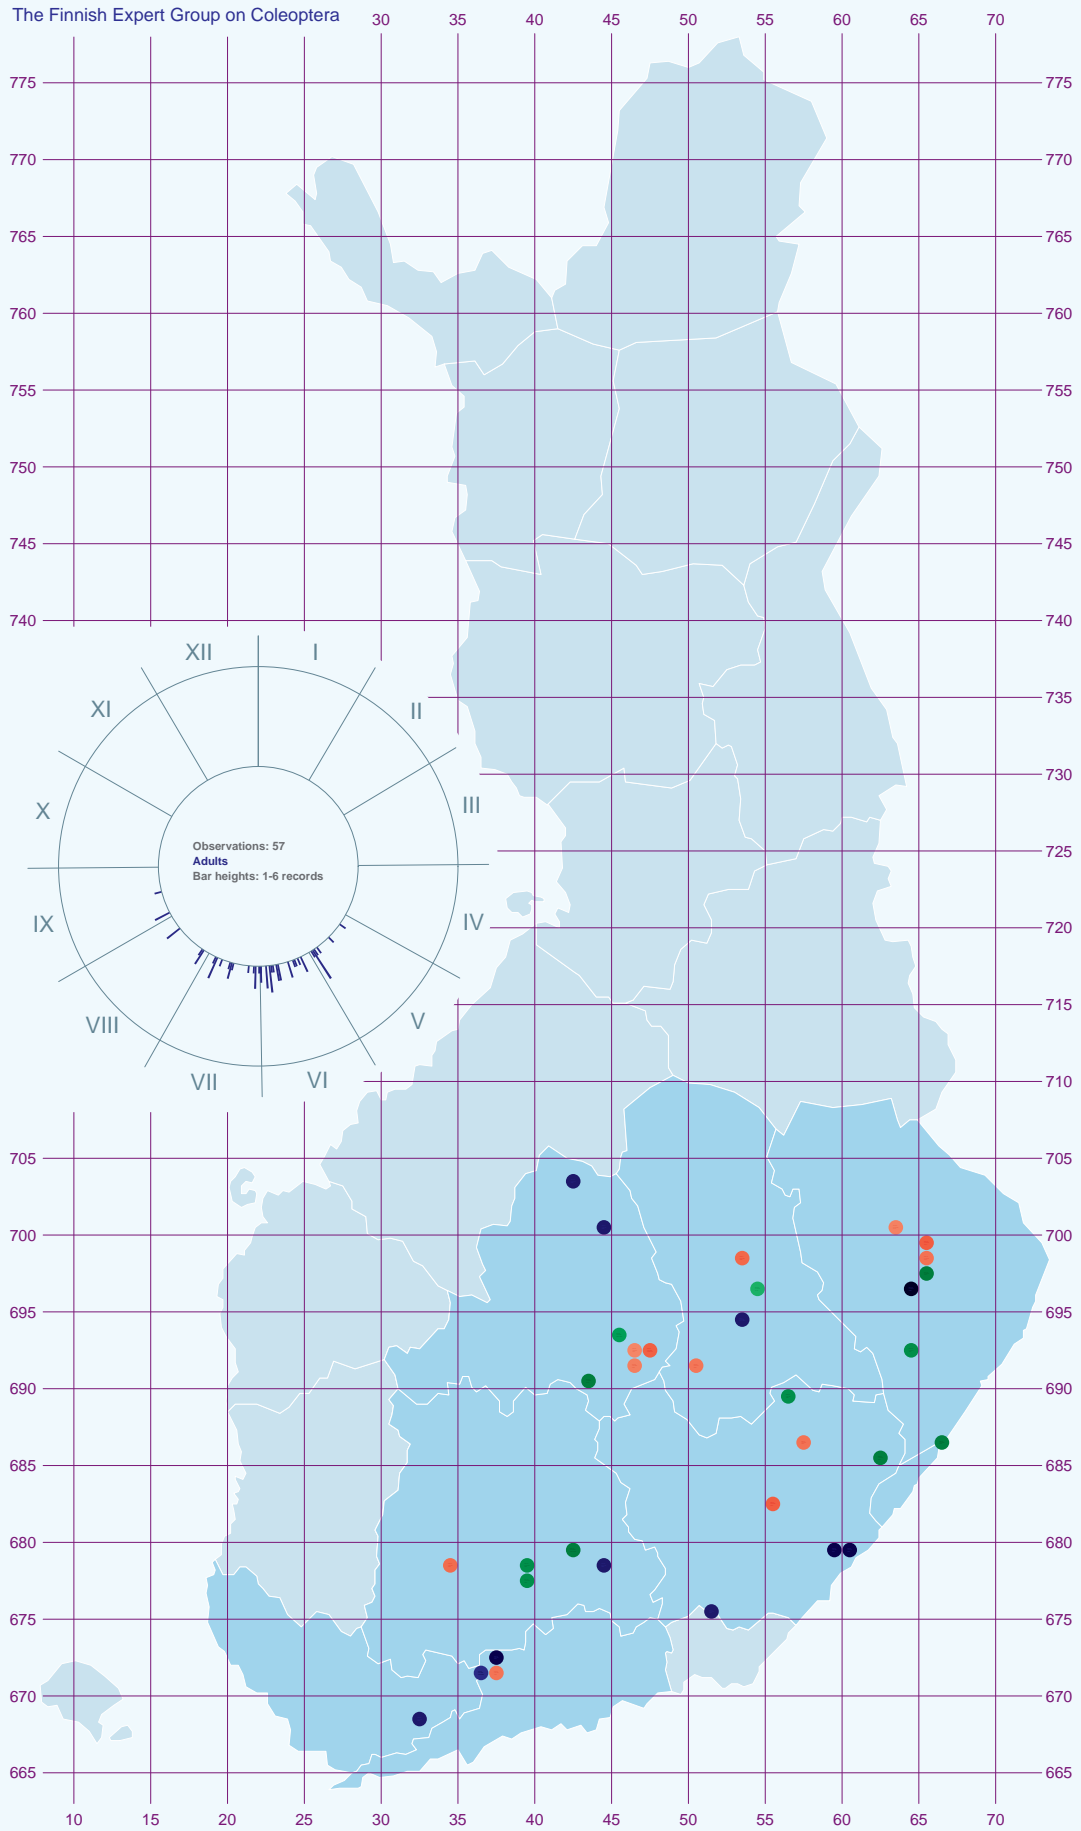 The Finnish Expert Group on Coleoptera
30 35 40 45 50 55 60 65 70
775 775
770 770
765 765
760 760
755 755
750 750
745 745
740 740
XII I
XI II
735
730
X III
Observations: 57
Adults
Bar heights: 1-6 records
725
IX IV
720
715
VIII V
VII VI
710
705 705
700 700
695 695
690 690
685 685
680 680
675 675
670 670
665 665
10 15 20 25 30 35 40 45 50 55 60 65 70